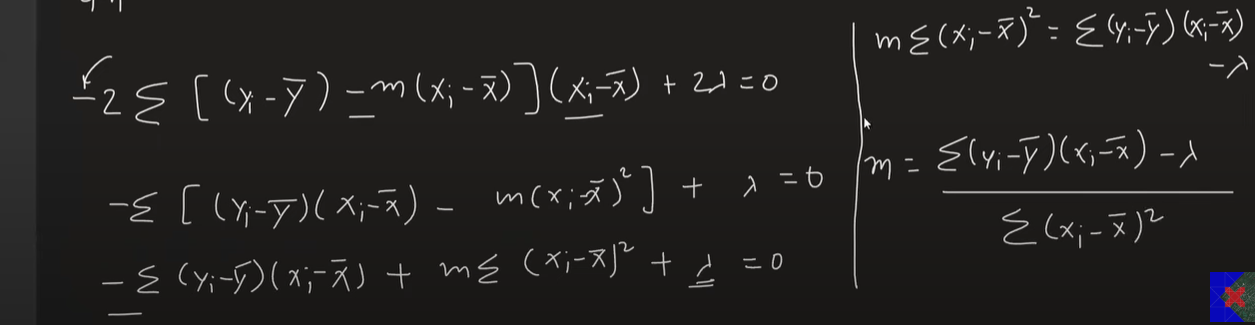 -2 Σ [(yᵢ - ȳ) - m(xᵢ - x̄)](xᵢ - x̄) + 2λ = 0
-Σ [(yᵢ - ȳ)(xᵢ - x̄) - m(xᵢ - x̄)²] + λ = 0
-Σ (yᵢ - ȳ)(xᵢ - x̄) + m Σ (xᵢ - x̄)² + λ = 0
m Σ (xᵢ - x̄)² = Σ (yᵢ - ȳ)(xᵢ - x̄)
- λ
m = Σ(yᵢ - ȳ)(xᵢ - x̄) - λ
Σ (xᵢ - x̄)²